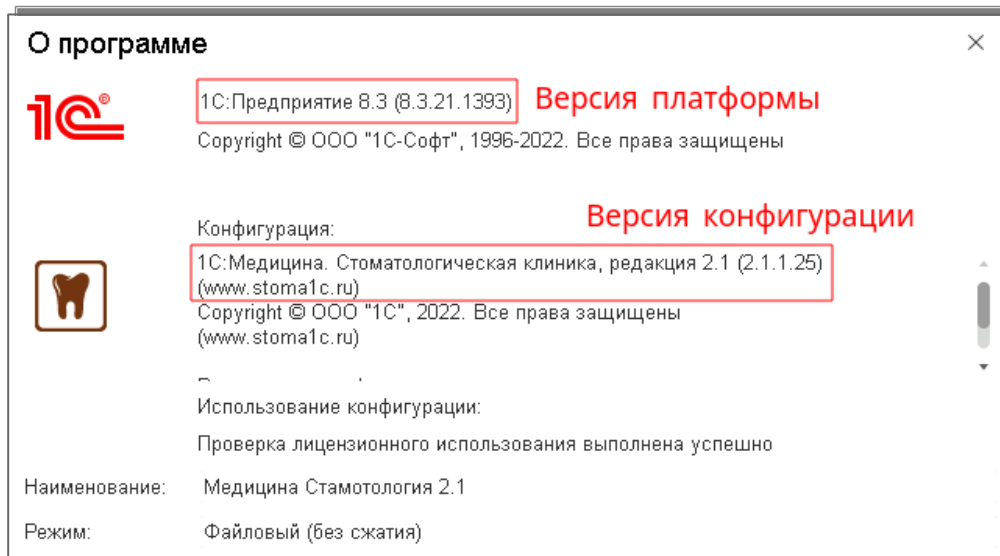 О программе
1С®
1С:Предприятие 8.3 (8.3.21.1393) Версия платформы
Copyright © ООО "1С-Софт", 1996-2022. Все права защищены
Версия конфигурации
Конфигурация:
1С:Медицина. Стоматологическая клиника, редакция 2.1 (2.1.1.25)
(www.stoma1c.ru)
Copyright © ООО "1С", 2022. Все права защищены
(www.stoma1c.ru)
Использование конфигурации:
Проверка лицензионного использования выполнена успешно
Наименование: Медицина Стамотология 2.1
Режим: Файловый (без сжатия)